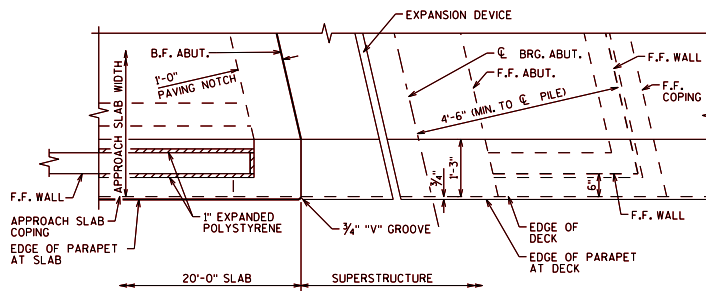 EXPANSION DEVICE
B.F. ABUT.
℄ BRG. ABUT.
F.F. ABUT.
F.F. WALL
F.F.
COPING
1'-0"
PAVING NOTCH
4'-6" (MIN. TO ℄ PILE)
APPROACH SLAB WIDTH
3/4"
1'-3"
6"
F.F. WALL
APPROACH SLAB
COPING
EDGE OF PARAPET
AT SLAB
1" EXPANDED
POLYSTYRENE
3/4" "V" GROOVE
EDGE OF
DECK
EDGE OF PARAPET
AT DECK
F.F. WALL
20'-0" SLAB
SUPERSTRUCTURE